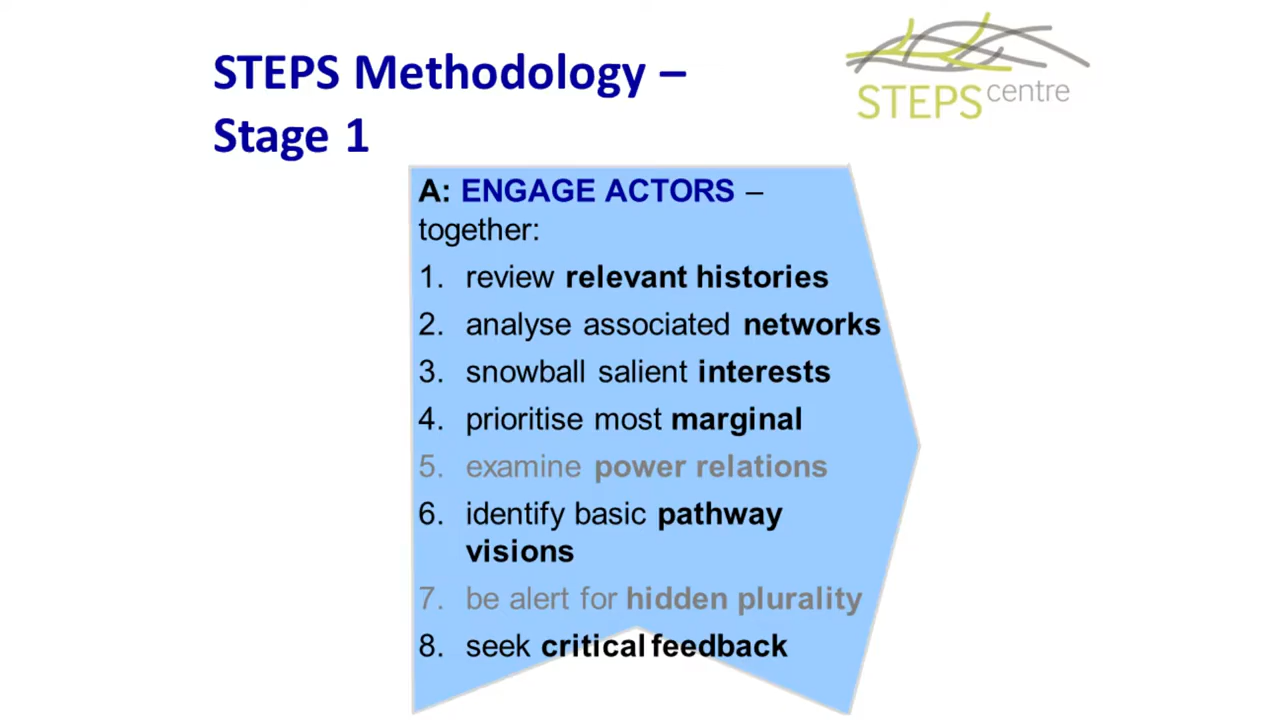 STEPS Methodology –
Stage 1
STEPS centre
A: ENGAGE ACTORS –
together:
1. review relevant histories
2. analyse associated networks
3. snowball salient interests
4. prioritise most marginal
5. examine power relations
6. identify basic pathway
visions
7. be alert for hidden plurality
8. seek critical feedback